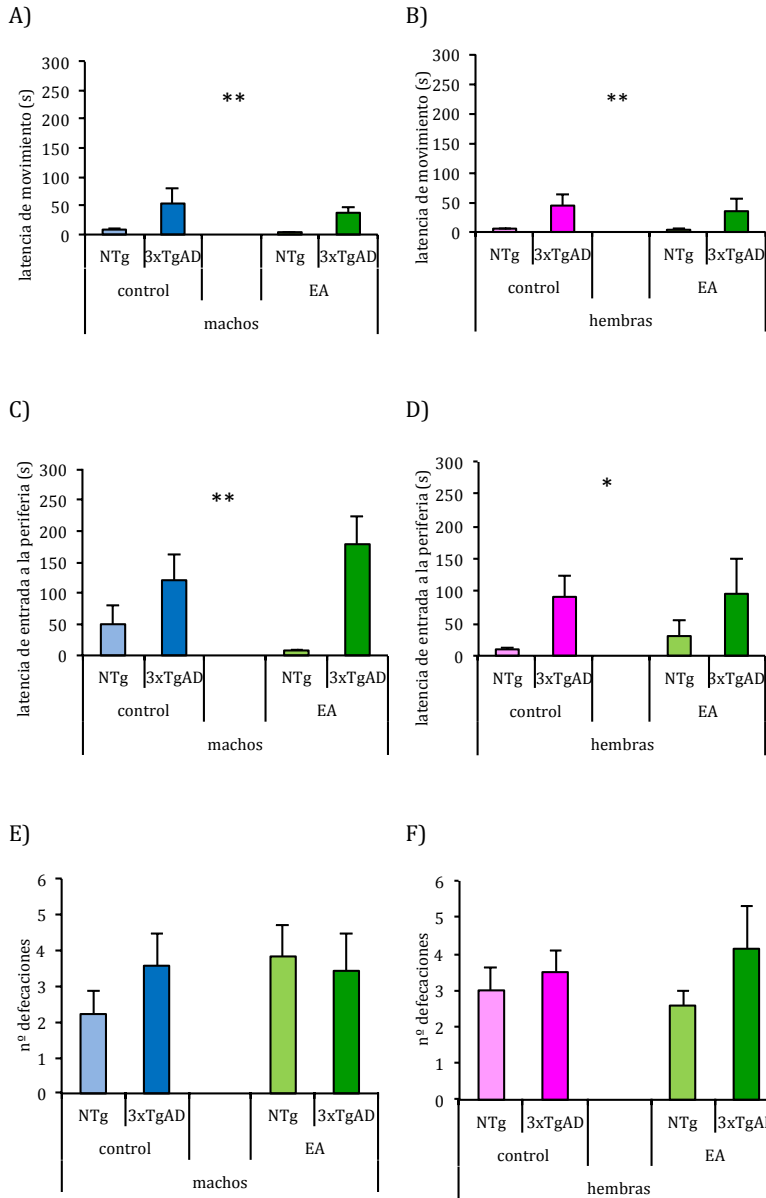 A)
latencia de movimiento (s)
300
250
200
150
100
50
0
**
NTg 3xTgAD NTg 3xTgAD
control EA
machos
B)
latencia de movimiento (s)
300
250
200
150
100
50
0
**
NTg 3xTgAD NTg 3xTgAD
control EA
hembras
C)
latencia de entrada a la periferia (s)
300
250
200
150
100
50
0
**
NTg 3xTgAD NTg 3xTgAD
control EA
machos
D)
latencia de entrada a la periferia (s)
300
250
200
150
100
50
0
*
NTg 3xTgAD NTg 3xTgAD
control EA
hembras
E)
nº defecaciones
6
5
4
3
2
1
0
NTg 3xTgAD NTg 3xTgAD
control EA
machos
F)
nº defecaciones
6
5
4
3
2
1
0
NTg 3xTgAD NTg 3xTgAD
control EA
hembras